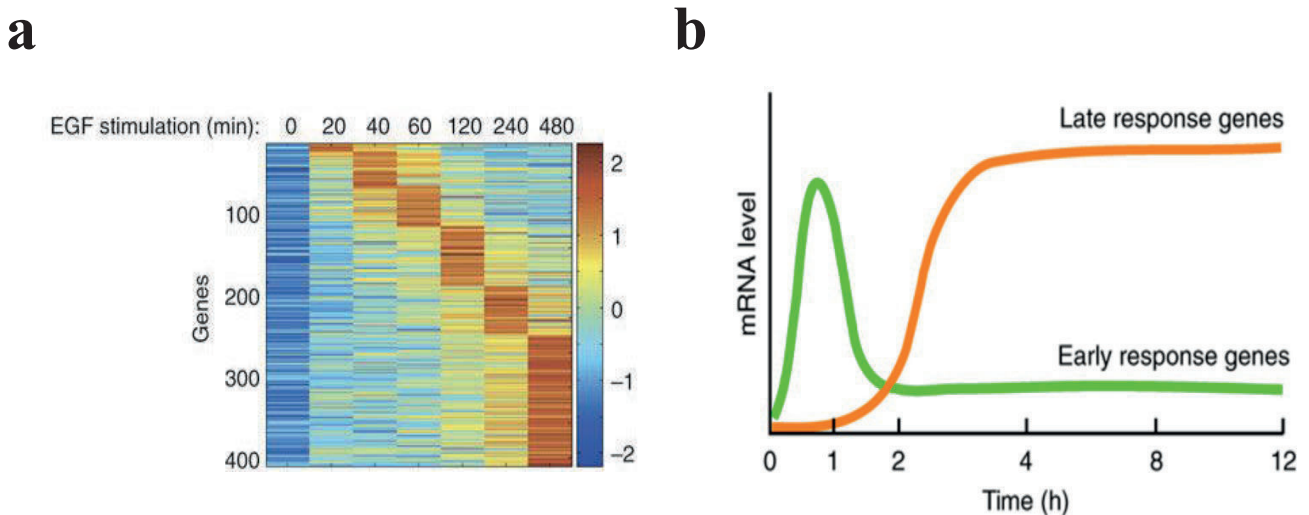 a
EGF stimulation (min): 0 20 40 60 120 240 480
Genes
100
200
300
400
2
1
0
−1
−2
b
mRNA level
Late response genes
Early response genes
0 1 2 4 8 12
Time (h)